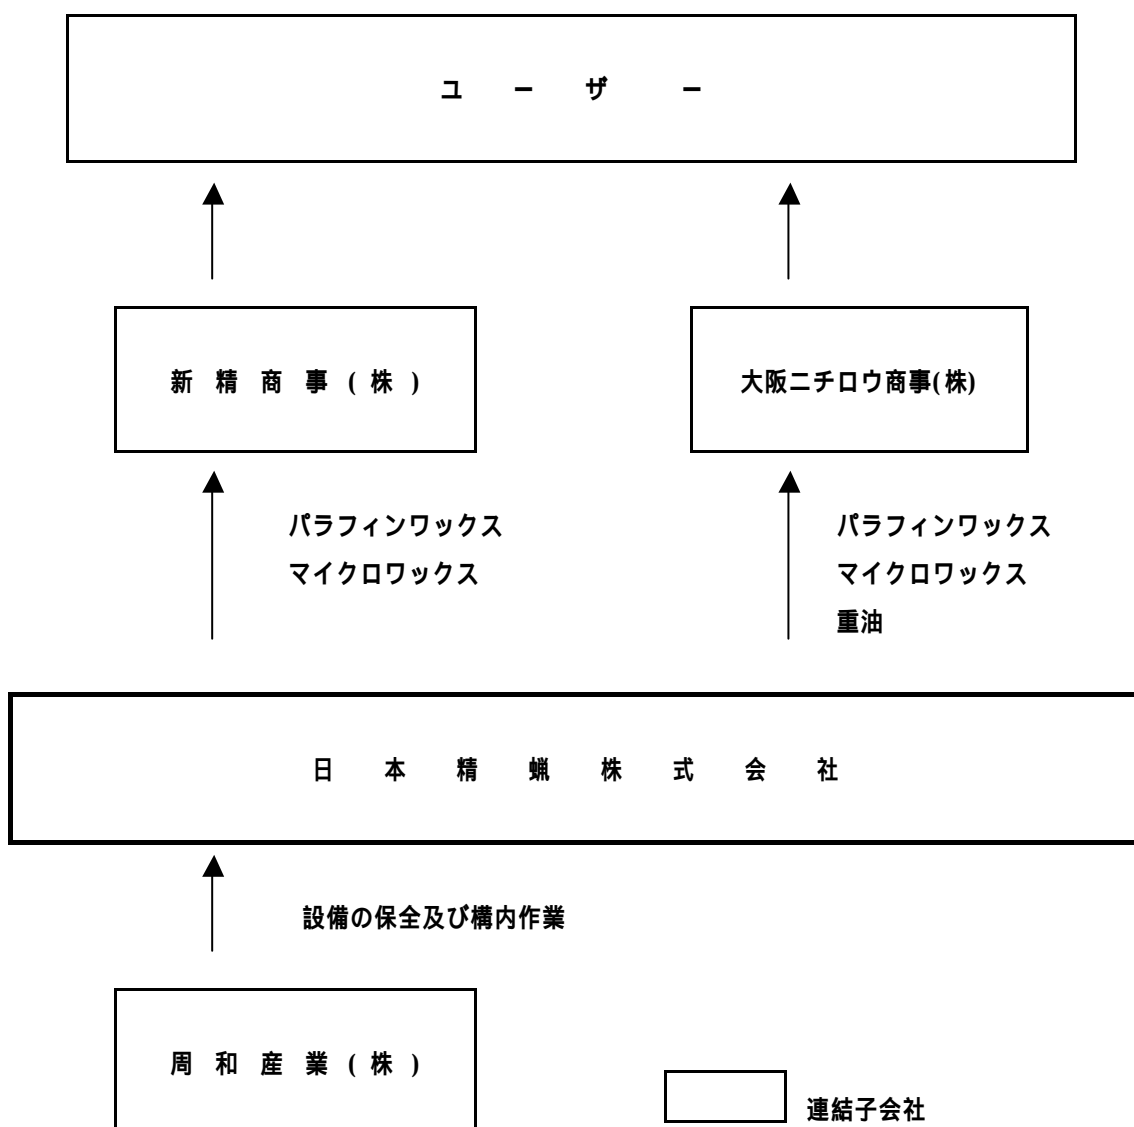 ユーザー
新精商事(株)
大阪ニチロウ商事(株)
パラフィンワックス
マイクロワックス
パラフィンワックス
マイクロワックス
重油
日本精蝋株式会社
設備の保全及び構内作業
周和産業(株)
連結子会社